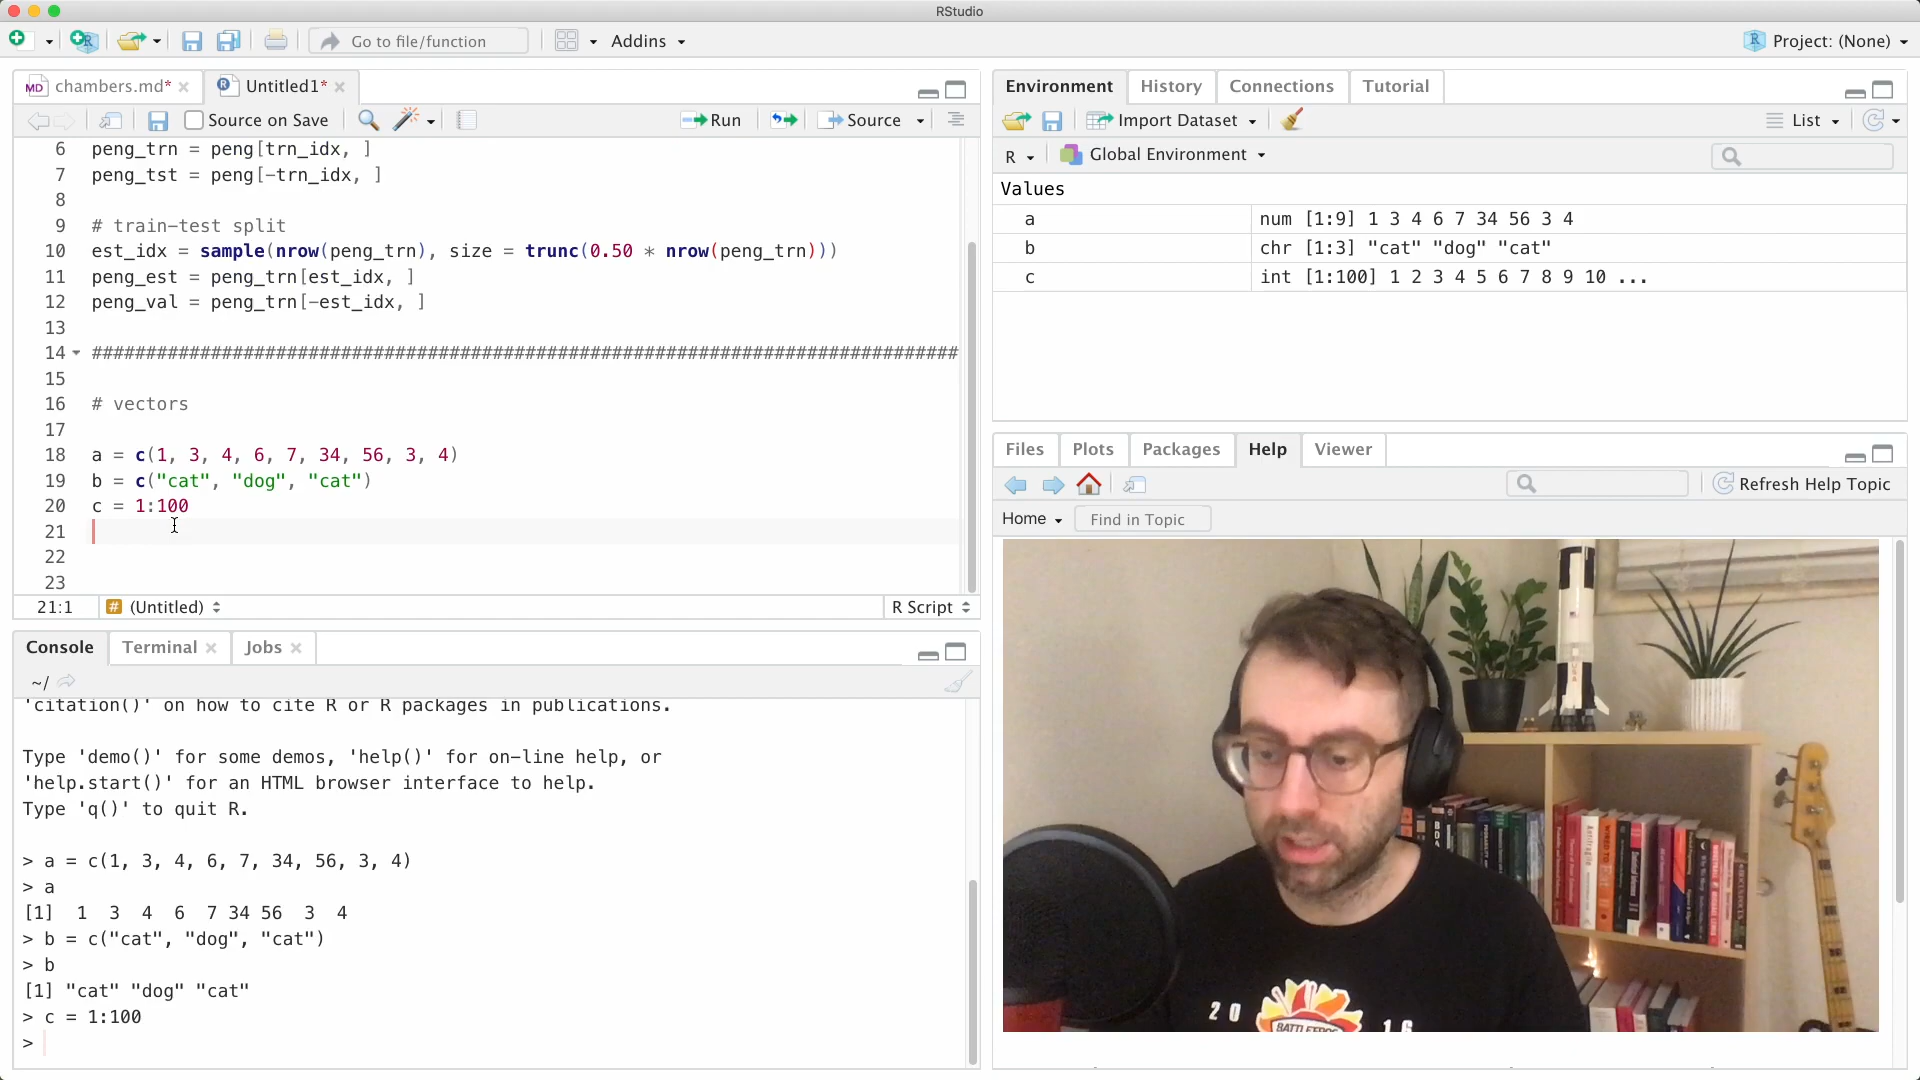 RStudio
Go to file/function
Addins
Project: (None)
MD chambers.md*
Untitled1*
Source on Save
Run
Source
6 peng_trn = peng[trn_idx, ]
7 peng_tst = peng[-trn_idx, ]
8
9 # train-test split
10 est_idx = sample(nrow(peng_trn), size = trunc(0.50 * nrow(peng_trn)))
11 peng_est = peng_trn[est_idx, ]
12 peng_val = peng_trn[-est_idx, ]
13
14 ################################################################################
15
16 # vectors
17
18 a = c(1, 3, 4, 6, 7, 34, 56, 3, 4)
19 b = c("cat", "dog", "cat")
20 c = 1:100
21
22
23
21:1 # (Untitled) R Script
Console Terminal Jobs
~/
'citation()' on how to cite R or R packages in publications.
Type 'demo()' for some demos, 'help()' for on-line help, or
'help.start()' for an HTML browser interface to help.
Type 'q()' to quit R.
> a = c(1, 3, 4, 6, 7, 34, 56, 3, 4)
> a
[1]  1  3  4  6  7 34 56  3  4
> b = c("cat", "dog", "cat")
> b
[1] "cat" "dog" "cat"
> c = 1:100
>
Environment History Connections Tutorial
Import Dataset
List
R Global Environment
Values
a num [1:9] 1 3 4 6 7 34 56 3 4
b chr [1:3] "cat" "dog" "cat"
c int [1:100] 1 2 3 4 5 6 7 8 9 10 ...
Files Plots Packages Help Viewer
Refresh Help Topic
Home Find in Topic
USA
20 16
BATTLEFROG